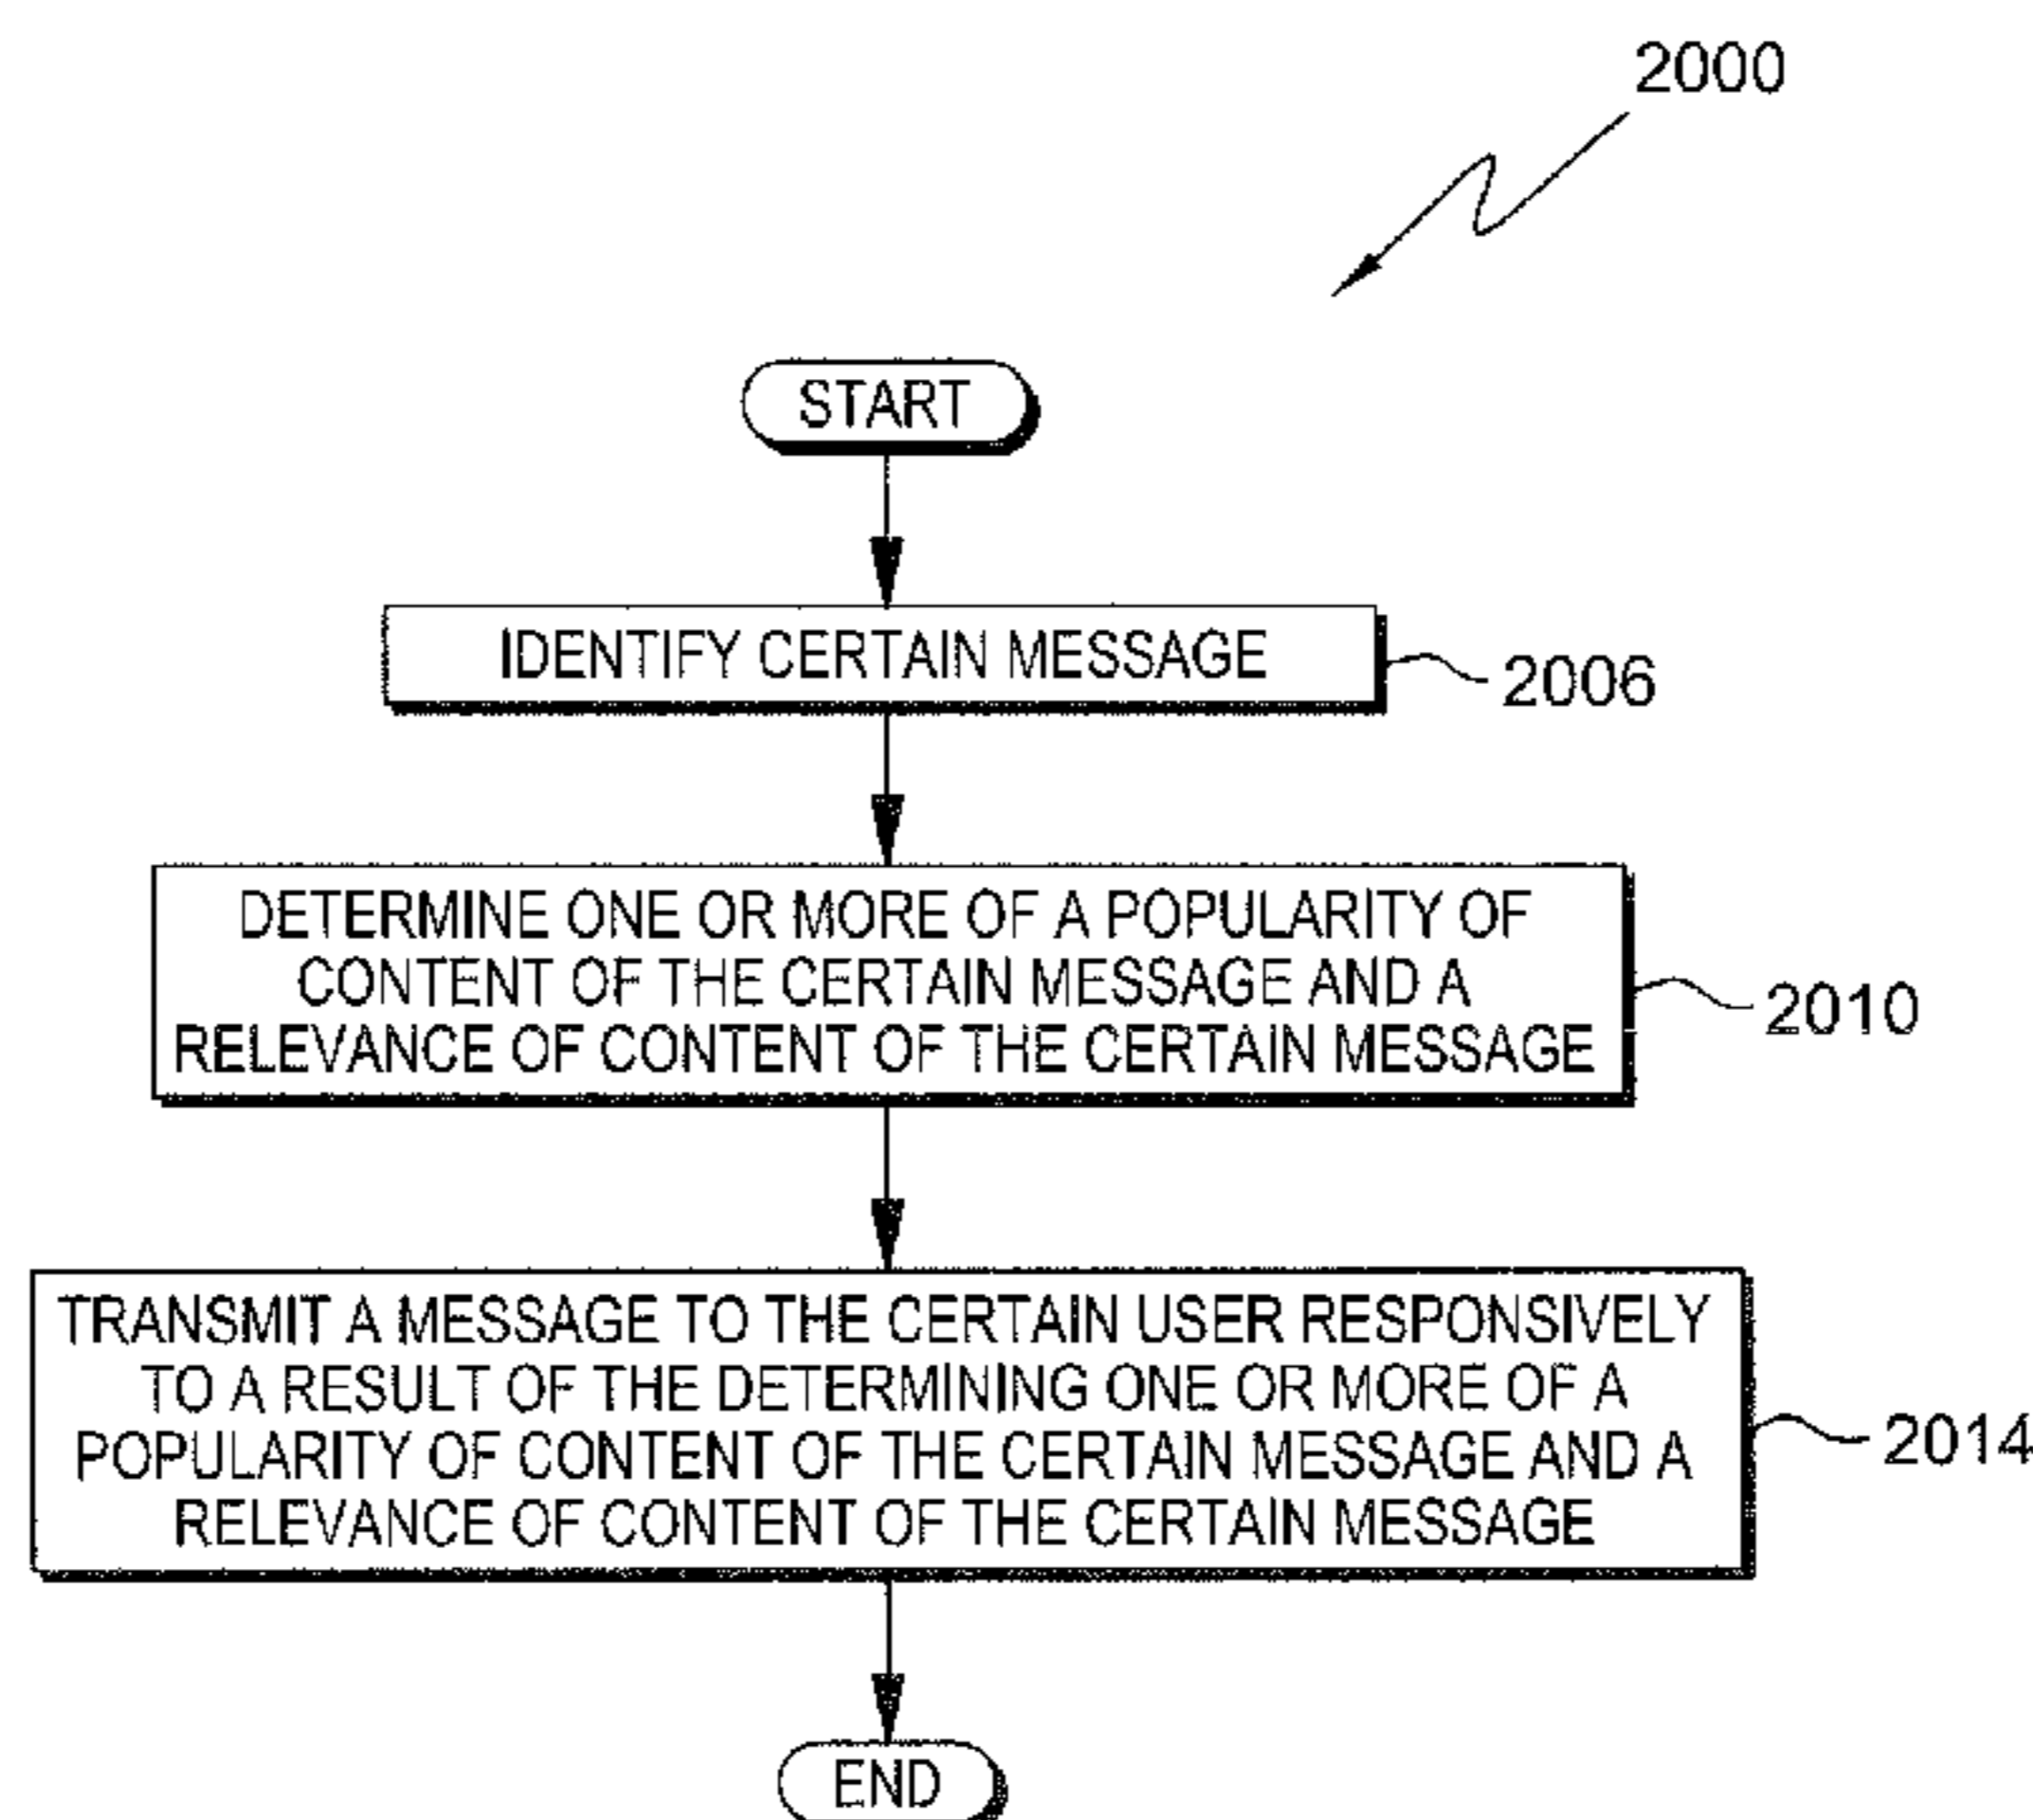 2000
START
IDENTIFY CERTAIN MESSAGE
2006
DETERMINE ONE OR MORE OF A POPULARITY OF
CONTENT OF THE CERTAIN MESSAGE AND A
RELEVANCE OF CONTENT OF THE CERTAIN MESSAGE
2010
TRANSMIT A MESSAGE TO THE CERTAIN USER RESPONSIVELY
TO A RESULT OF THE DETERMINING ONE OR MORE OF A
POPULARITY OF CONTENT OF THE CERTAIN MESSAGE AND A
RELEVANCE OF CONTENT OF THE CERTAIN MESSAGE
2014
END